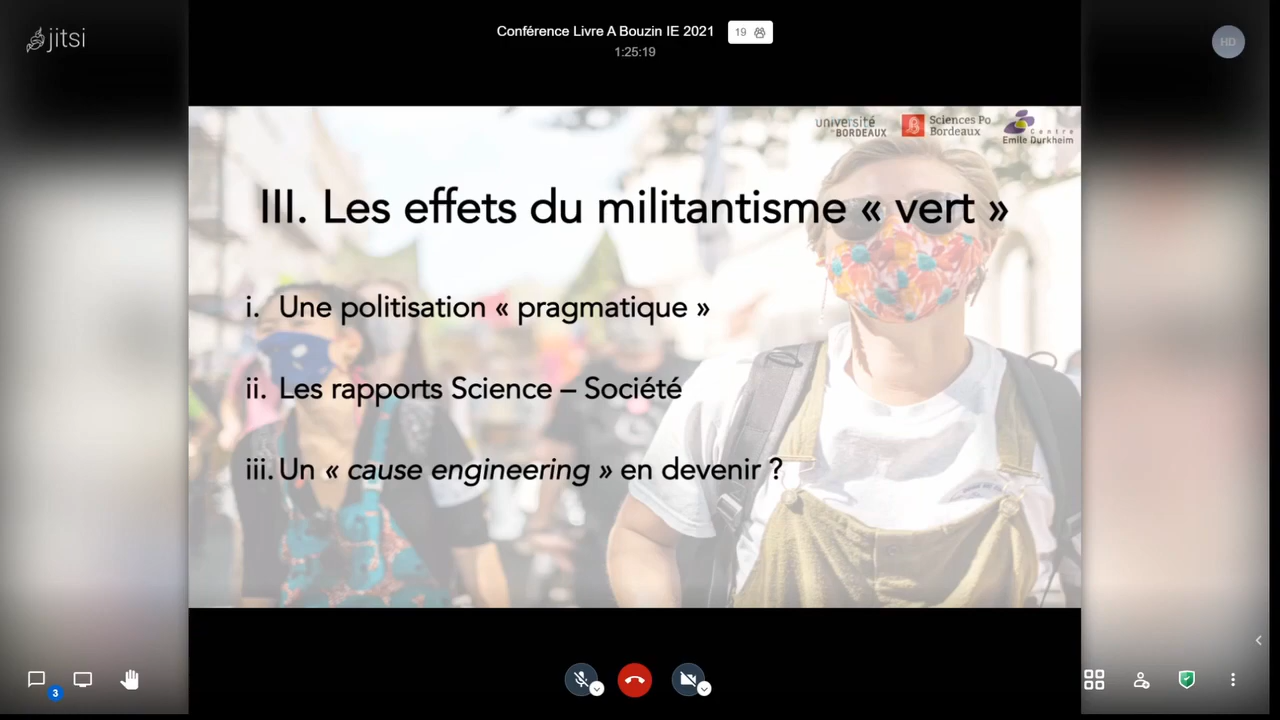 jitsi
Conférence Livre A Bouzin IE 2021
19
1:25:19
HD
université
de BORDEAUX
Sciences Po
Bordeaux
Centre
Emile Durkheim
III. Les effets du militantisme « vert »
i. Une politisation « pragmatique »
ii. Les rapports Science – Société
iii. Un « cause engineering » en devenir ?
3